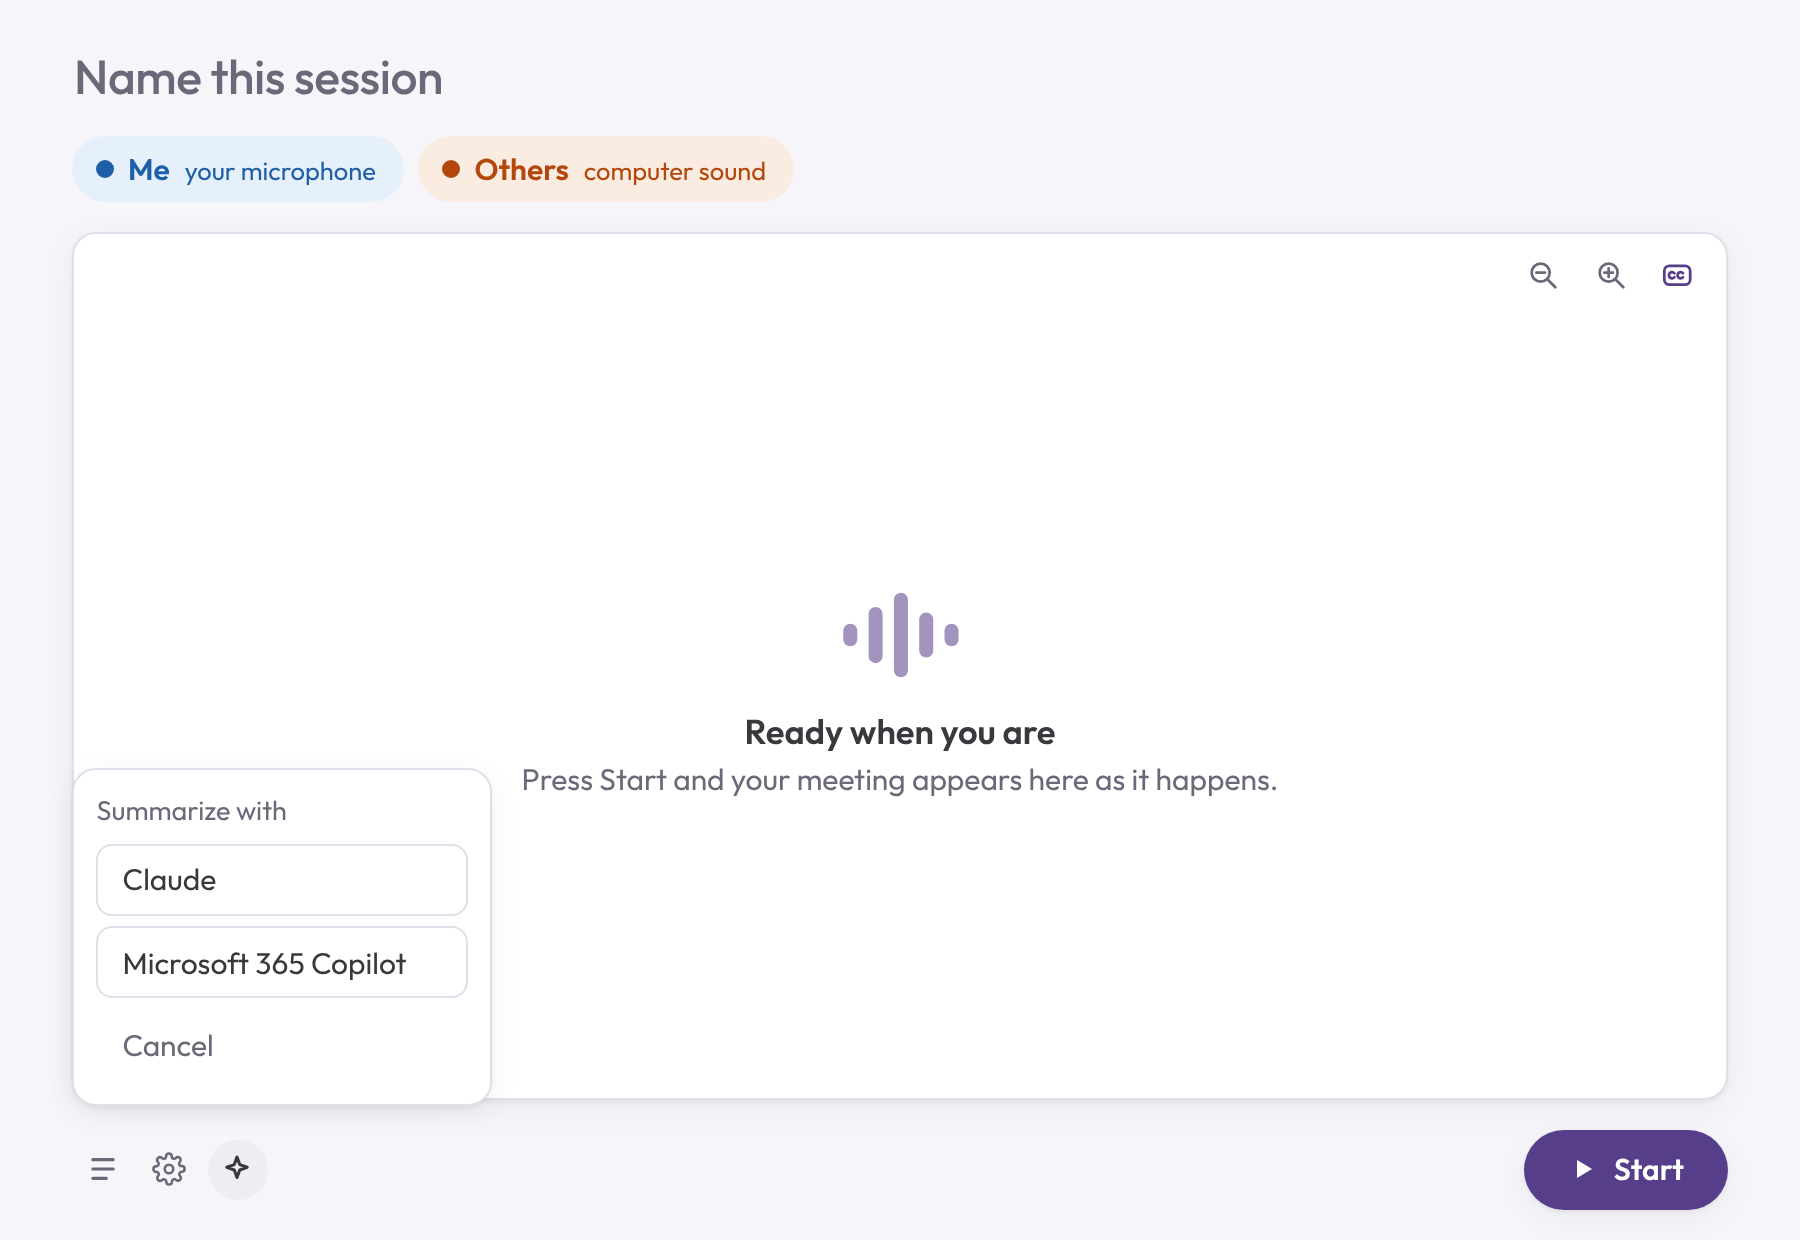 Name this session
Me your microphone
Others computer sound
CC
Ready when you are
Press Start and your meeting appears here as it happens.
Summarize with
Claude
Microsoft 365 Copilot
Cancel
Start